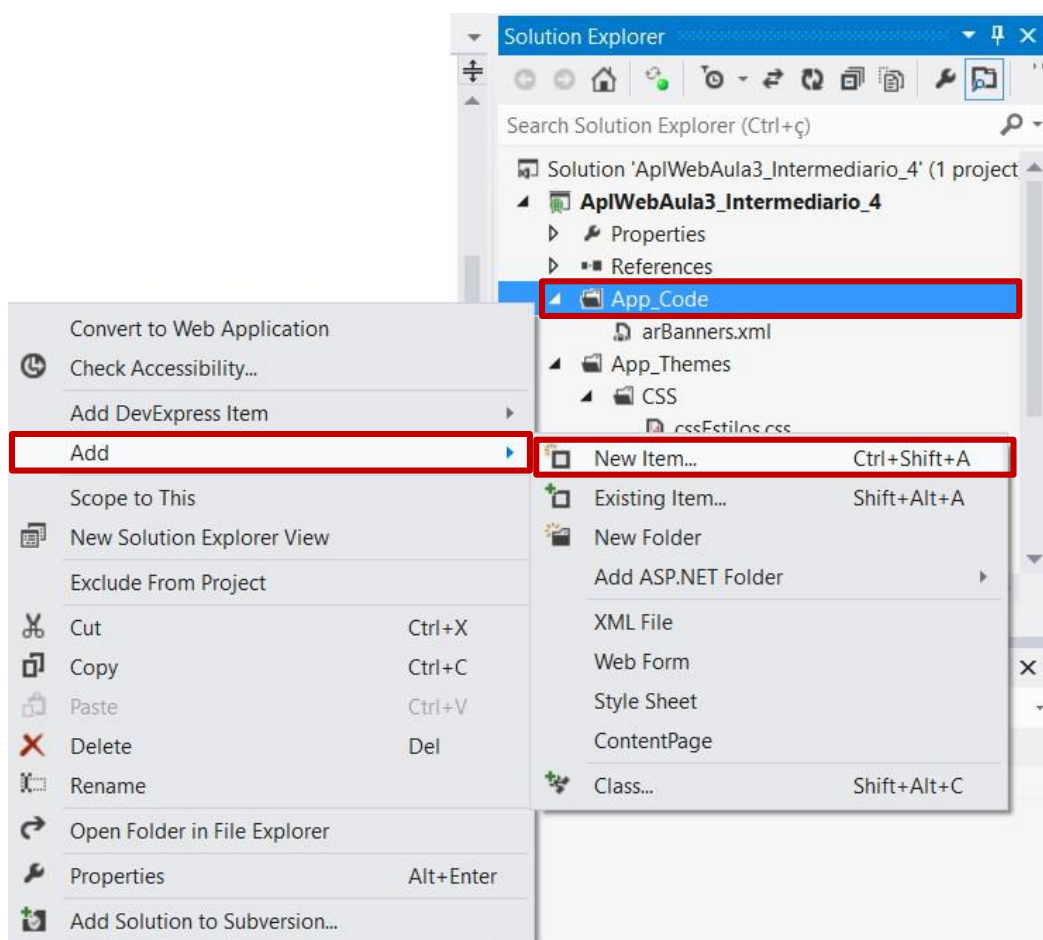 Solution Explorer
Search Solution Explorer (Ctrl+ç)
Solution 'AplWebAula3_Intermediario_4' (1 project
AplWebAula3_Intermediario_4
Properties
References
App_Code
arBanners.xml
App_Themes
CSS
cssEstilos.css
Convert to Web Application
Check Accessibility...
Add DevExpress Item
Add
Scope to This
New Solution Explorer View
Exclude From Project
Cut Ctrl+X
Copy Ctrl+C
Paste Ctrl+V
Delete Del
Rename
Open Folder in File Explorer
Properties Alt+Enter
Add Solution to Subversion...
New Item... Ctrl+Shift+A
Existing Item... Shift+Alt+A
New Folder
Add ASP.NET Folder
XML File
Web Form
Style Sheet
ContentPage
Class... Shift+Alt+C